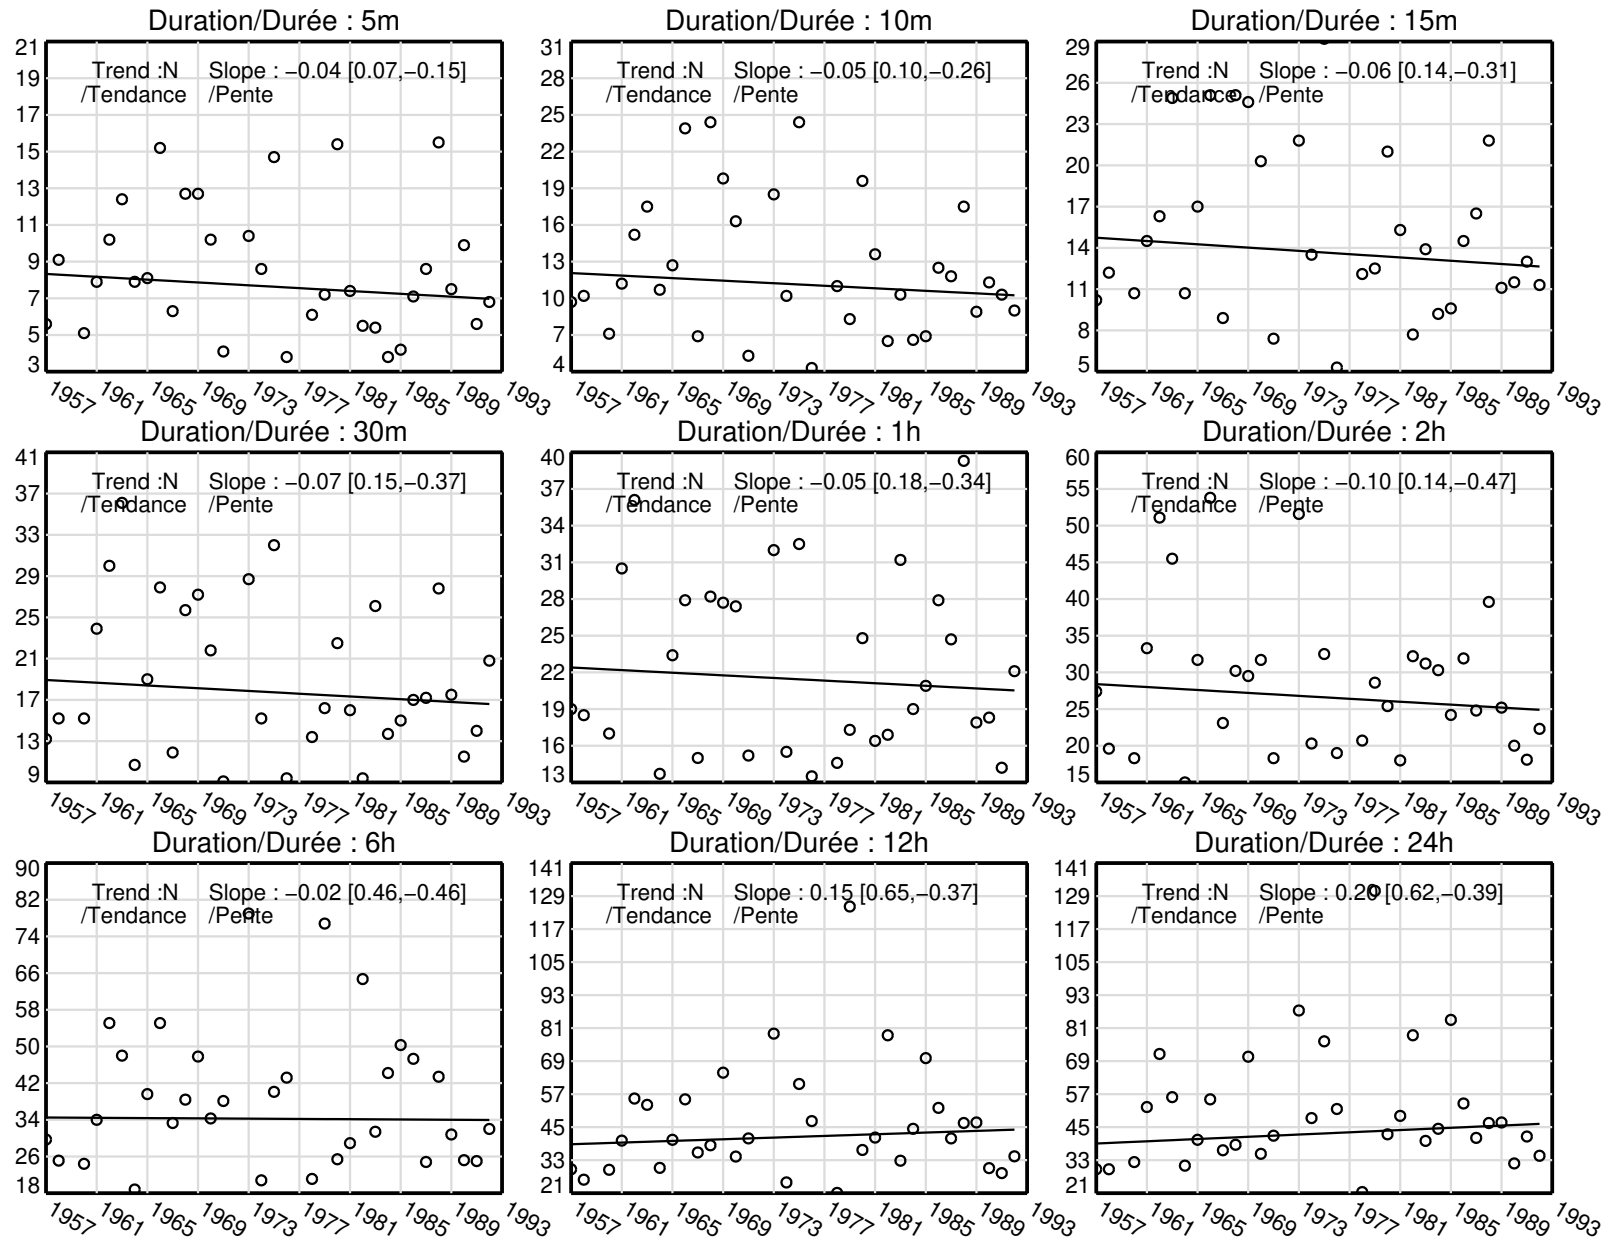 Duration/Durée : 5m
21
19
17
15
13
11
9
7
5
3
Trend :N Slope : −0.04 [0.07,−0.15]
/Tendance /Pente
1957 1961 1965 1969 1973 1977 1981 1985 1989 1993
Duration/Durée : 10m
31
28
25
22
19
16
13
10
7
4
Trend :N Slope : −0.05 [0.10,−0.26]
/Tendance /Pente
1957 1961 1965 1969 1973 1977 1981 1985 1989 1993
Duration/Durée : 15m
29
26
23
20
17
14
11
8
5
Trend :N Slope : −0.06 [0.14,−0.31]
/Tendance /Pente
1957 1961 1965 1969 1973 1977 1981 1985 1989 1993
Duration/Durée : 30m
41
37
33
29
25
21
17
13
9
Trend :N Slope : −0.07 [0.15,−0.37]
/Tendance /Pente
1957 1961 1965 1969 1973 1977 1981 1985 1989 1993
Duration/Durée : 1h
40
37
34
31
28
25
22
19
16
13
Trend :N Slope : −0.05 [0.18,−0.34]
/Tendance /Pente
1957 1961 1965 1969 1973 1977 1981 1985 1989 1993
Duration/Durée : 2h
60
55
50
45
40
35
30
25
20
15
Trend :N Slope : −0.10 [0.14,−0.47]
/Tendance /Pente
1957 1961 1965 1969 1973 1977 1981 1985 1989 1993
Duration/Durée : 6h
90
82
74
66
58
50
42
34
26
18
Trend :N Slope : −0.02 [0.46,−0.46]
/Tendance /Pente
1957 1961 1965 1969 1973 1977 1981 1985 1989 1993
Duration/Durée : 12h
141
129
117
105
93
81
69
57
45
33
21
Trend :N Slope : 0.15 [0.65,−0.37]
/Tendance /Pente
1957 1961 1965 1969 1973 1977 1981 1985 1989 1993
Duration/Durée : 24h
141
129
117
105
93
81
69
57
45
33
21
Trend :N Slope : 0.20 [0.62,−0.39]
/Tendance /Pente
1957 1961 1965 1969 1973 1977 1981 1985 1989 1993